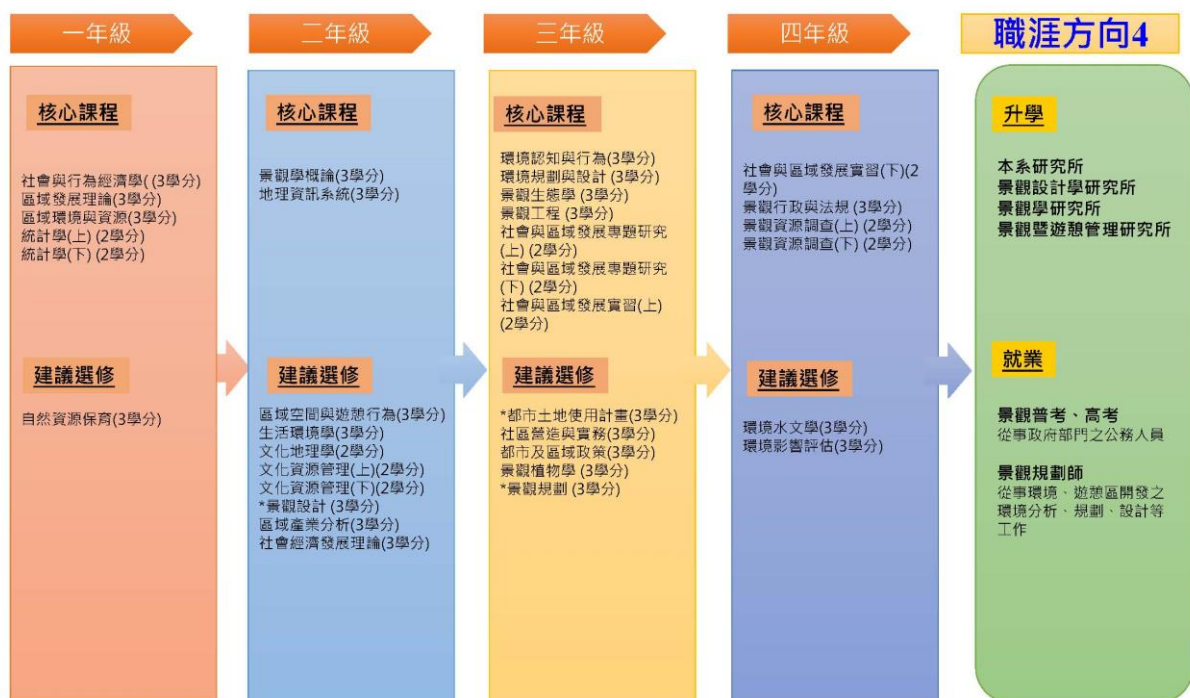 一年級
核心課程
社會與行為經濟學( (3學分)
區域發展理論(3學分)
區域環境與資源(3學分)
統計學(上) (2學分)
統計學(下) (2學分)
建議選修
自然資源保育(3學分)
二年級
核心課程
景觀學概論(3學分)
地理資訊系統(3學分)
建議選修
區域空間與遊憩行為(3學分)
生活環境學(3學分)
文化地理學(2學分)
文化資源管理(上)(2學分)
文化資源管理(下)(2學分)
*景觀設計 (3學分)
區域產業分析(3學分)
社會經濟發展理論(3學分)
三年級
核心課程
環境認知與行為(3學分)
環境規劃與設計 (3學分)
景觀生態學 (3學分)
景觀工程 (3學分)
社會與區域發展專題研究
(上) (2學分)
社會與區域發展專題研究
(下) (2學分)
社會與區域發展實習(上)
(2學分)
建議選修
*都市土地使用計畫(3學分)
社區營造與實務(3學分)
都市及區域政策(3學分)
景觀植物學 (3學分)
*景觀規劃 (3學分)
四年級
核心課程
社會與區域發展實習(下)(2
學分)
景觀行政與法規 (3學分)
景觀資源調查(上) (2學分)
景觀資源調查(下) (2學分)
建議選修
環境水文學(3學分)
環境影響評估(3學分)
職涯方向4
升學
本系研究所
景觀設計學研究所
景觀學研究所
景觀暨遊憩管理研究所
就業
景觀普考、高考
從事政府部門之公務人員
景觀規劃師
從事環境、遊憩區開發之
環境分析、規劃、設計等
工作